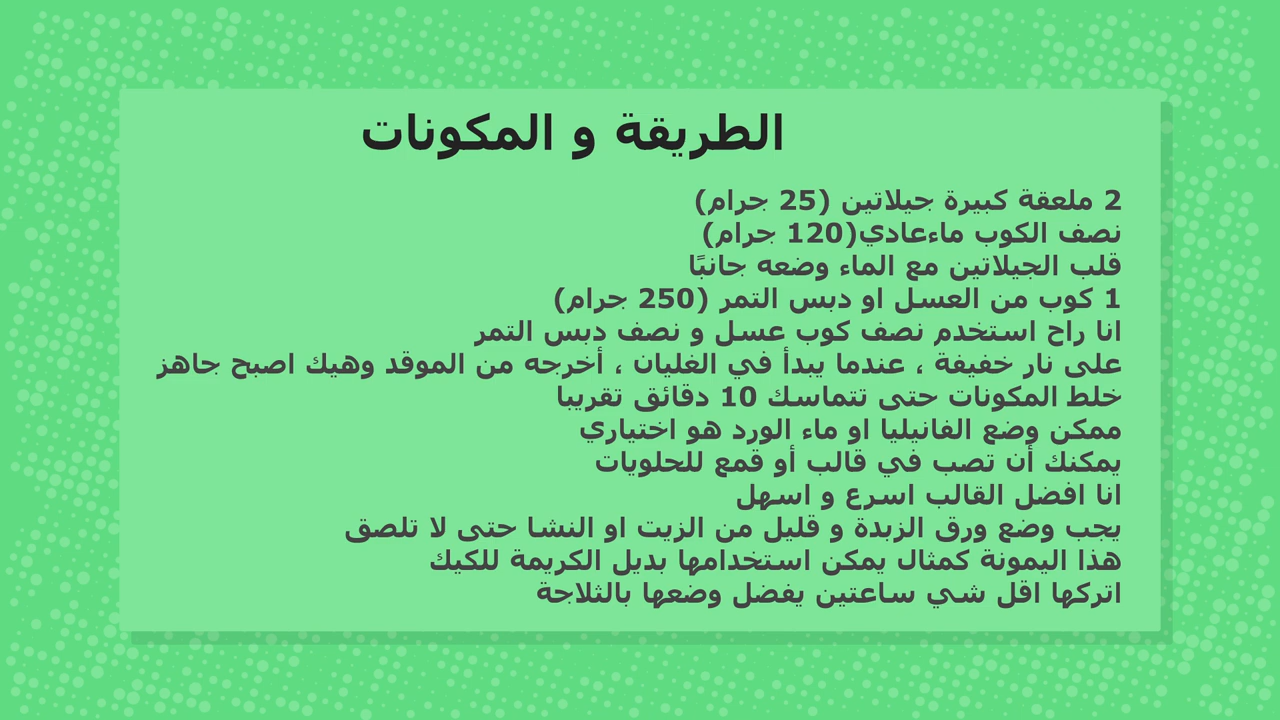 الطريقة و المكونات
2 ملعقة كبيرة جيلاتين (25 جرام)
نصف الكوب ماءعادي(120 جرام)
قلب الجيلاتين مع الماء وضعه جانبًا
1 كوب من العسل او دبس التمر (250 جرام)
انا راح استخدم نصف كوب عسل و نصف دبس التمر
على نار خفيفة ، عندما يبدأ في الغليان ، أخرجه من الموقد وهيك اصبح جاهز
خلط المكونات حتى تتماسك 10 دقائق تقريبا
ممكن وضع الفانيليا او ماء الورد هو اختياري
يمكنك أن تصب في قالب أو قمع للحلويات
انا افضل القالب اسرع و اسهل
يجب وضع ورق الزبدة و قليل من الزيت او النشا حتى لا تلصق
هذا اليمونة كمثال يمكن استخدامها بديل الكريمة للكيك
اتركها اقل شي ساعتين يفضل وضعها بالثلاجة